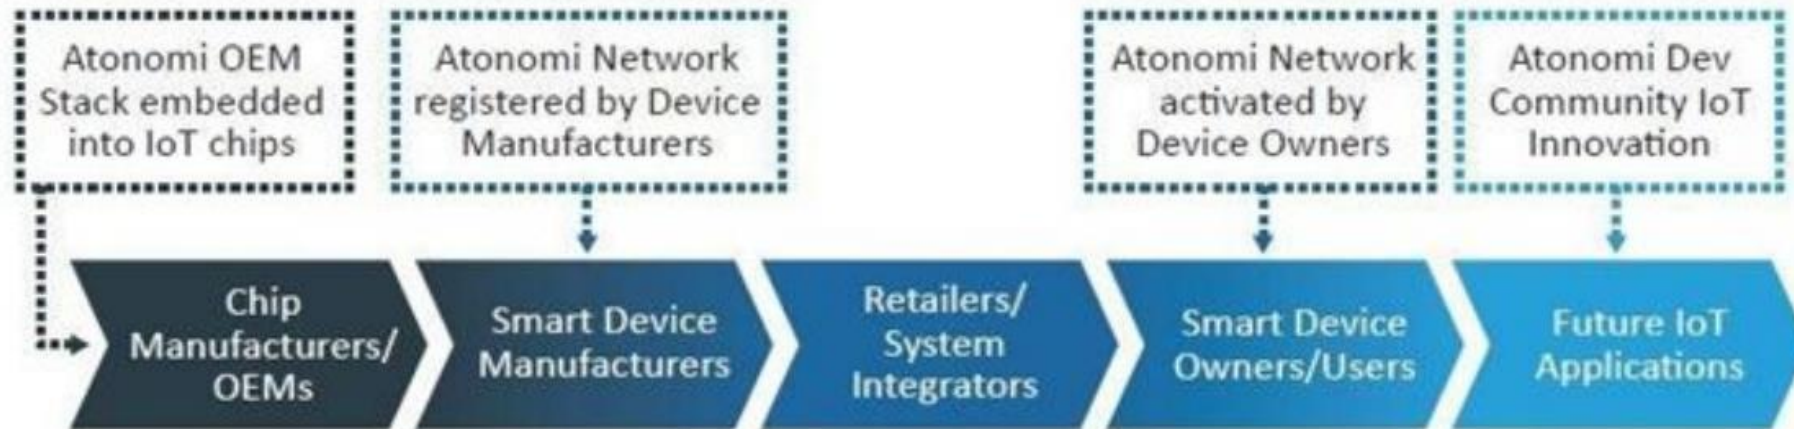 Atonomi OEM
Stack embedded
into IoT chips
Atonomi Network
registered by Device
Manufacturers
Atonomi Network
activated by
Device Owners
Atonomi Dev
Community IoT
Innovation
Chip
Manufacturers/
OEMs
Smart Device
Manufacturers
Retailers/
System
Integrators
Smart Device
Owners/Users
Future IoT
Applications